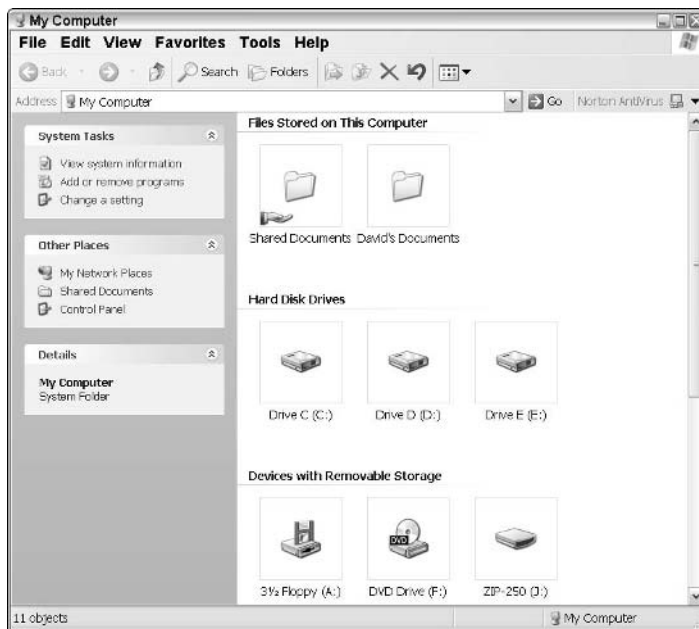 My Computer
File Edit View Favorites Tools Help
Back Search Folders
Address My Computer Go Norton AntiVirus
System Tasks
View system information
Add or remove programs
Change a setting
Other Places
My Network Places
Shared Documents
Control Panel
Details
My Computer
System Folder
Files Stored on This Computer
Shared Documents David's Documents
Hard Disk Drives
Drive C (C:) Drive D (D:) Drive E (E:)
Devices with Removable Storage
DVD
3½ Floppy (A:) DVD Drive (F:) ZIP-250 (J:)
11 objects My Computer